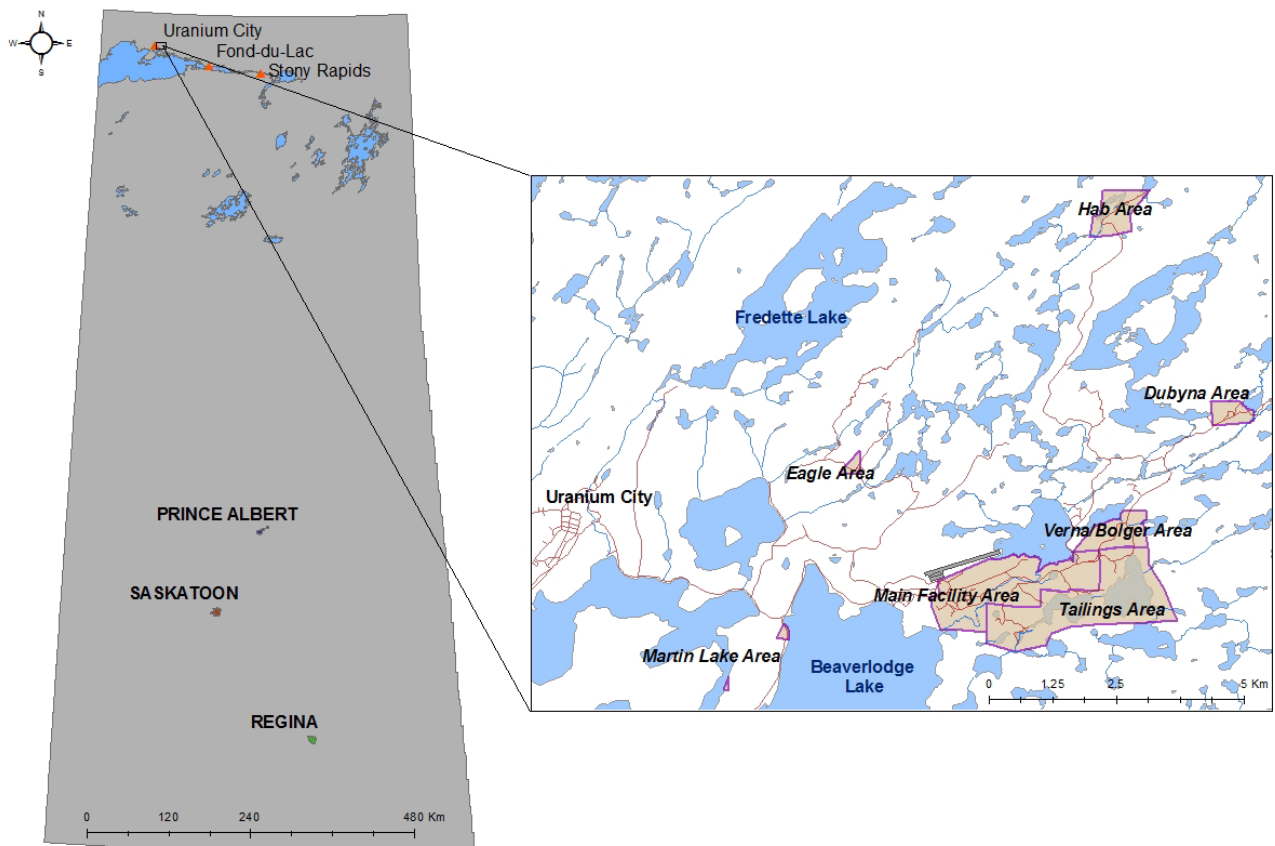 N
W E
S
Uranium City
Fond-du-Lac
Stony Rapids
PRINCE ALBERT
SASKATOON
REGINA
0 120 240 480 Km
Hab Area
Fredette Lake
Dubyna Area
Eagle Area
Uranium City
Verna/Bolger Area
Main Facility Area
Tailings Area
Martin Lake Area
Beaverlodge
Lake
0 1.25 2.5 5 Km